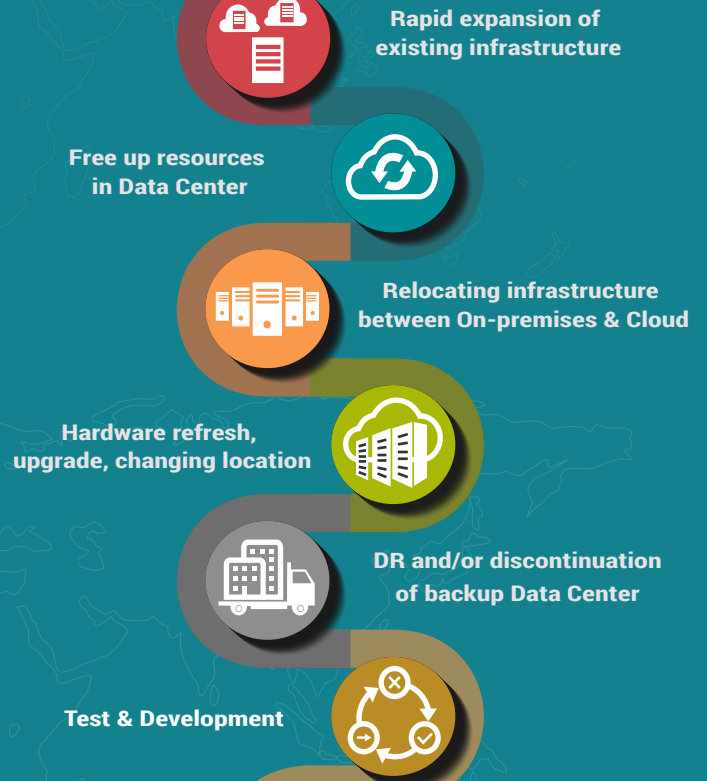 Rapid expansion of
existing infrastructure
Free up resources
in Data Center
Relocating infrastructure
between On-premises & Cloud
Hardware refresh,
upgrade, changing location
DR and/or discontinuation
of backup Data Center
Test & Development